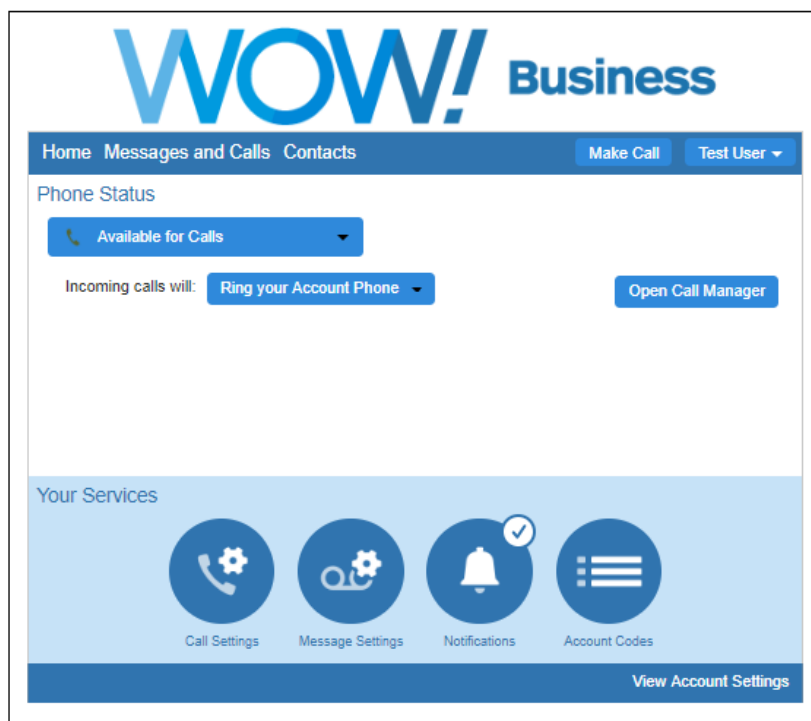 WOW! Business
Home Messages and Calls Contacts Make Call Test User
Phone Status
Available for Calls
Incoming calls will: Ring your Account Phone Open Call Manager
Your Services
Call Settings Message Settings Notifications Account Codes
View Account Settings